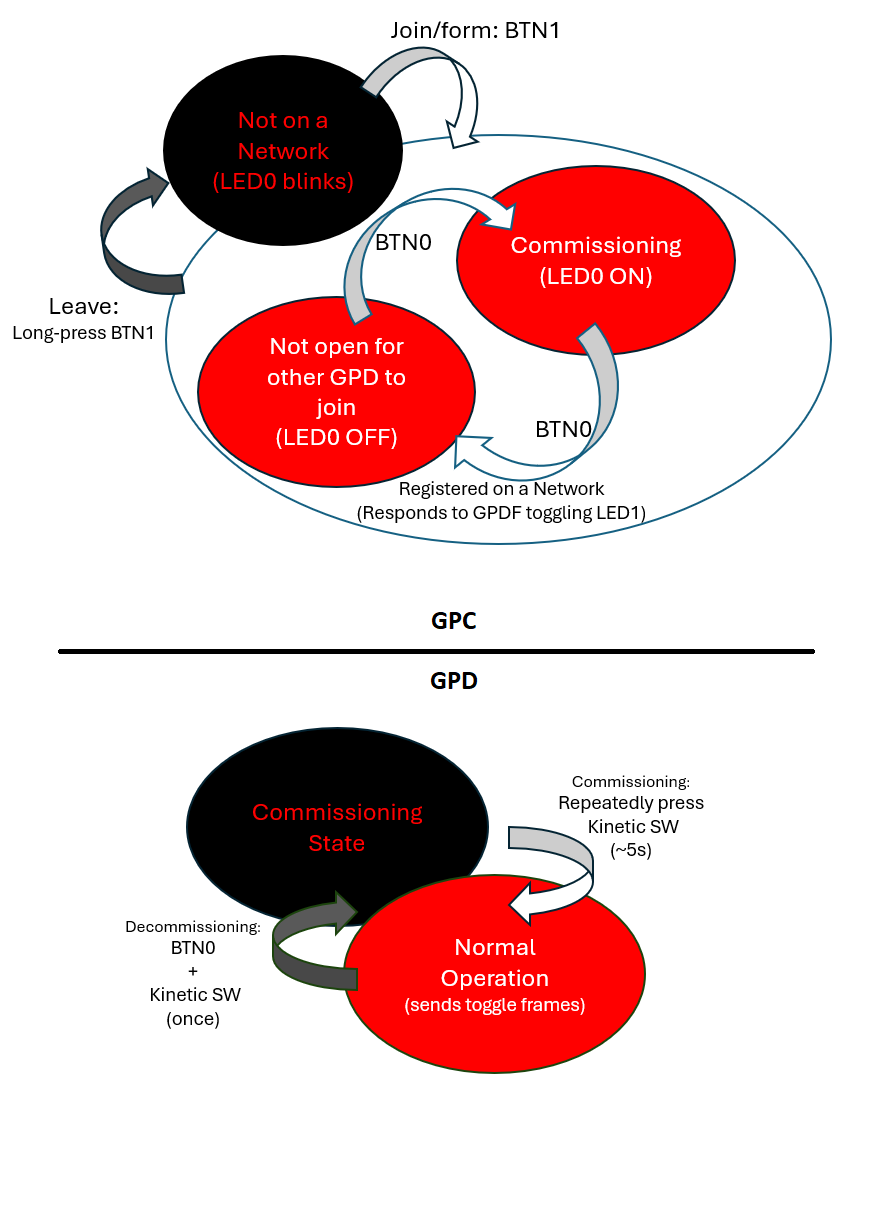 Join/form: BTN1
Not on a
Network
(LED0 blinks)
BTN0
Commissioning
(LED0 ON)
Leave:
Long-press BTN1
Not open for
other GPD to
join
(LED0 OFF)
BTN0
Registered on a Network
(Responds to GPDF toggling LED1)
GPC
GPD
Commissioning
State
Commissioning:
Repeatedly press
Kinetic SW
(~5s)
Decommissioning:
BTN0
+
Kinetic SW
(once)
Normal
Operation
(sends toggle frames)